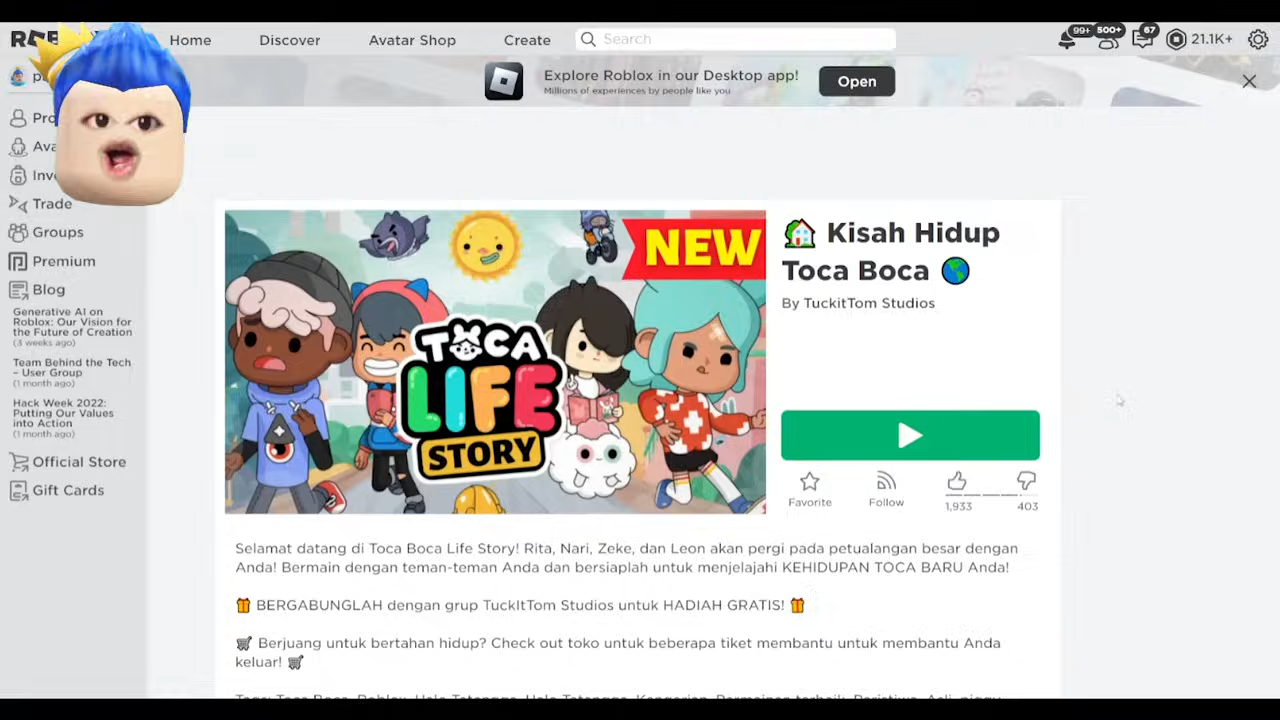 Home
Discover
Avatar Shop
Create
Search
99+
500+
67
21.1K+
Explore Roblox in our Desktop app!
Millions of experiences by people like you
Open
Trade
Groups
Premium
Blog
Generative AI on
Roblox: Our Vision for
the Future of Creation
(3 weeks ago)
Team Behind the Tech
- User Group
(1 month ago)
Hack Week 2022:
Putting Our Values
into Action
(1 month ago)
Official Store
Gift Cards
NEW
TOCA
LIFE
STORY
Kisah Hidup
Toca Boca
By TuckitTom Studios
Favorite
Follow
1,933
403
Selamat datang di Toca Boca Life Story! Rita, Nari, Zeke, dan Leon akan pergi pada petualangan besar dengan
Anda! Bermain dengan teman-teman Anda dan bersiaplah untuk menjelajahi KEHIDUPAN TOCA BARU Anda!
BERGABUNGLAH dengan grup TuckItTom Studios untuk HADIAH GRATIS!
Berjuang untuk bertahan hidup? Check out toko untuk beberapa tiket membantu untuk membantu Anda
keluar!